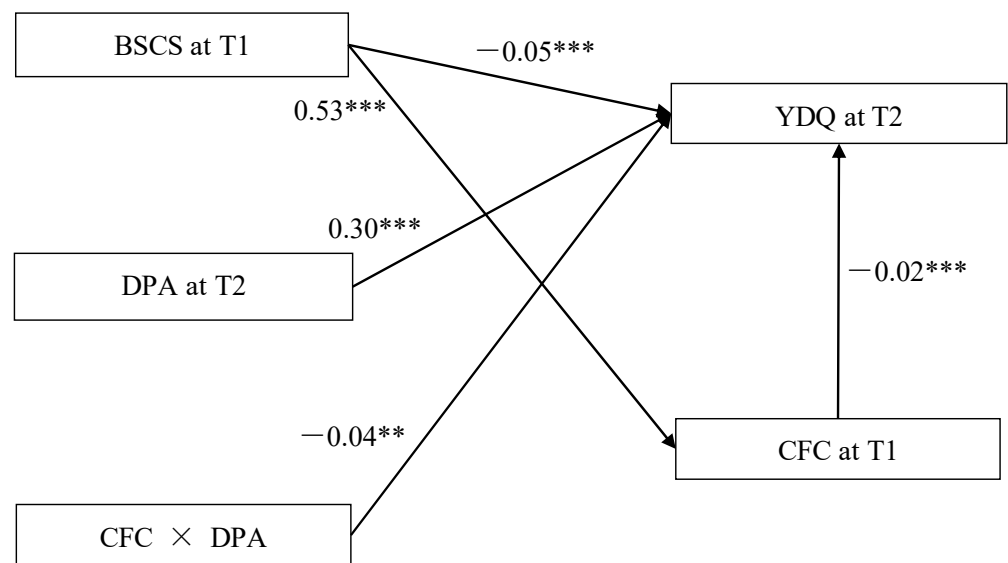 BSCS at T1
－0.05***
0.53***
YDQ at T2
0.30***
DPA at T2
－0.02***
－0.04**
CFC at T1
CFC × DPA